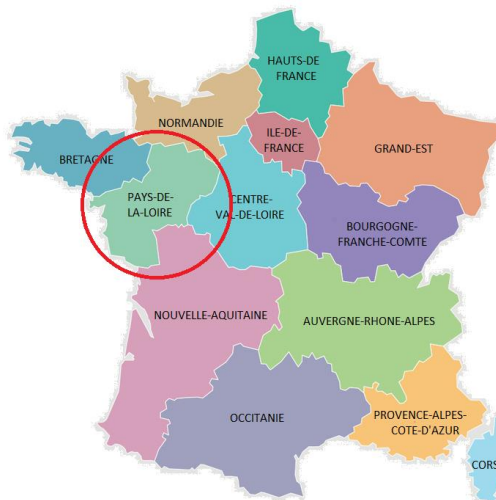 HAUTS-DE
FRANCE
NORMANDIE
ILE-DE-
FRANCE
GRAND-EST
BRETAGNE
PAYS-DE-
LA-LOIRE
CENTRE-
VAL-DE-LOIRE
BOURGOGNE-
FRANCHE-COMTE
NOUVELLE-AQUITAINE
AUVERGNE-RHONE-ALPES
OCCITANIE
PROVENCE-ALPES-
COTE-D'AZUR
CORS